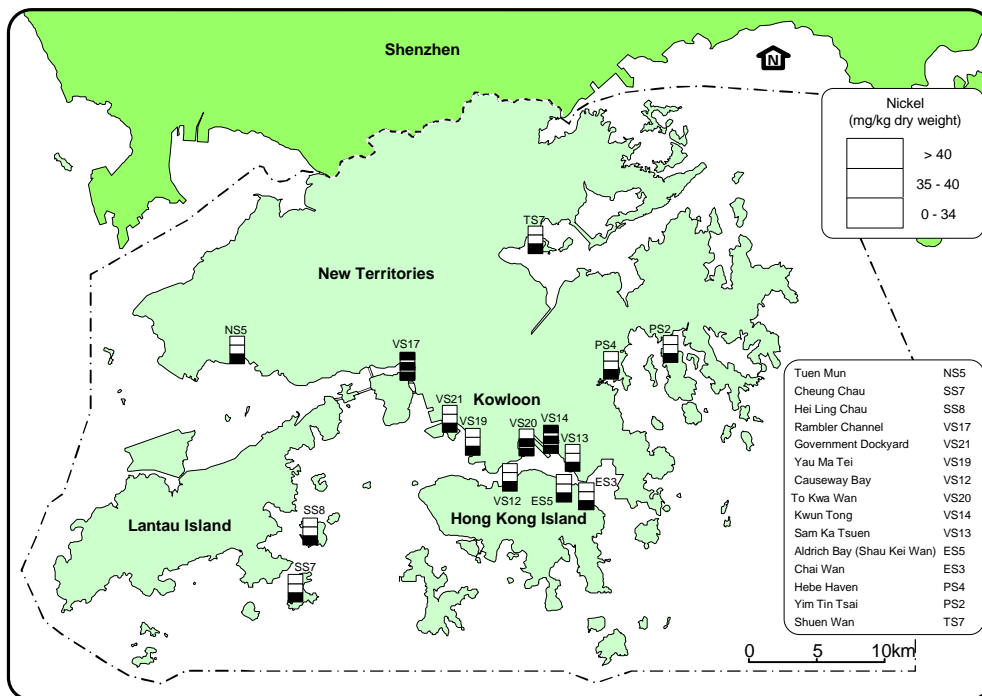 Shenzhen
N
Nickel
(mg/kg dry weight)
> 40
35 - 40
0 - 34
TS7
New Territories
NS5
VS17
PS4
PS2
Kowloon
VS21
VS19
VS20
VS14
VS13
VS12
ES5
ES3
Hong Kong Island
Lantau Island
SS8
SS7
Tuen Mun NS5
Cheung Chau SS7
Hei Ling Chau SS8
Rambler Channel VS17
Government Dockyard VS21
Yau Ma Tei VS19
Causeway Bay VS12
To Kwa Wan VS20
Kwun Tong VS14
Sam Ka Tsuen VS13
Aldrich Bay (Shau Kei Wan) ES5
Chai Wan ES3
Hebe Haven PS4
Yim Tin Tsai PS2
Shuen Wan TS7
0 5 10km